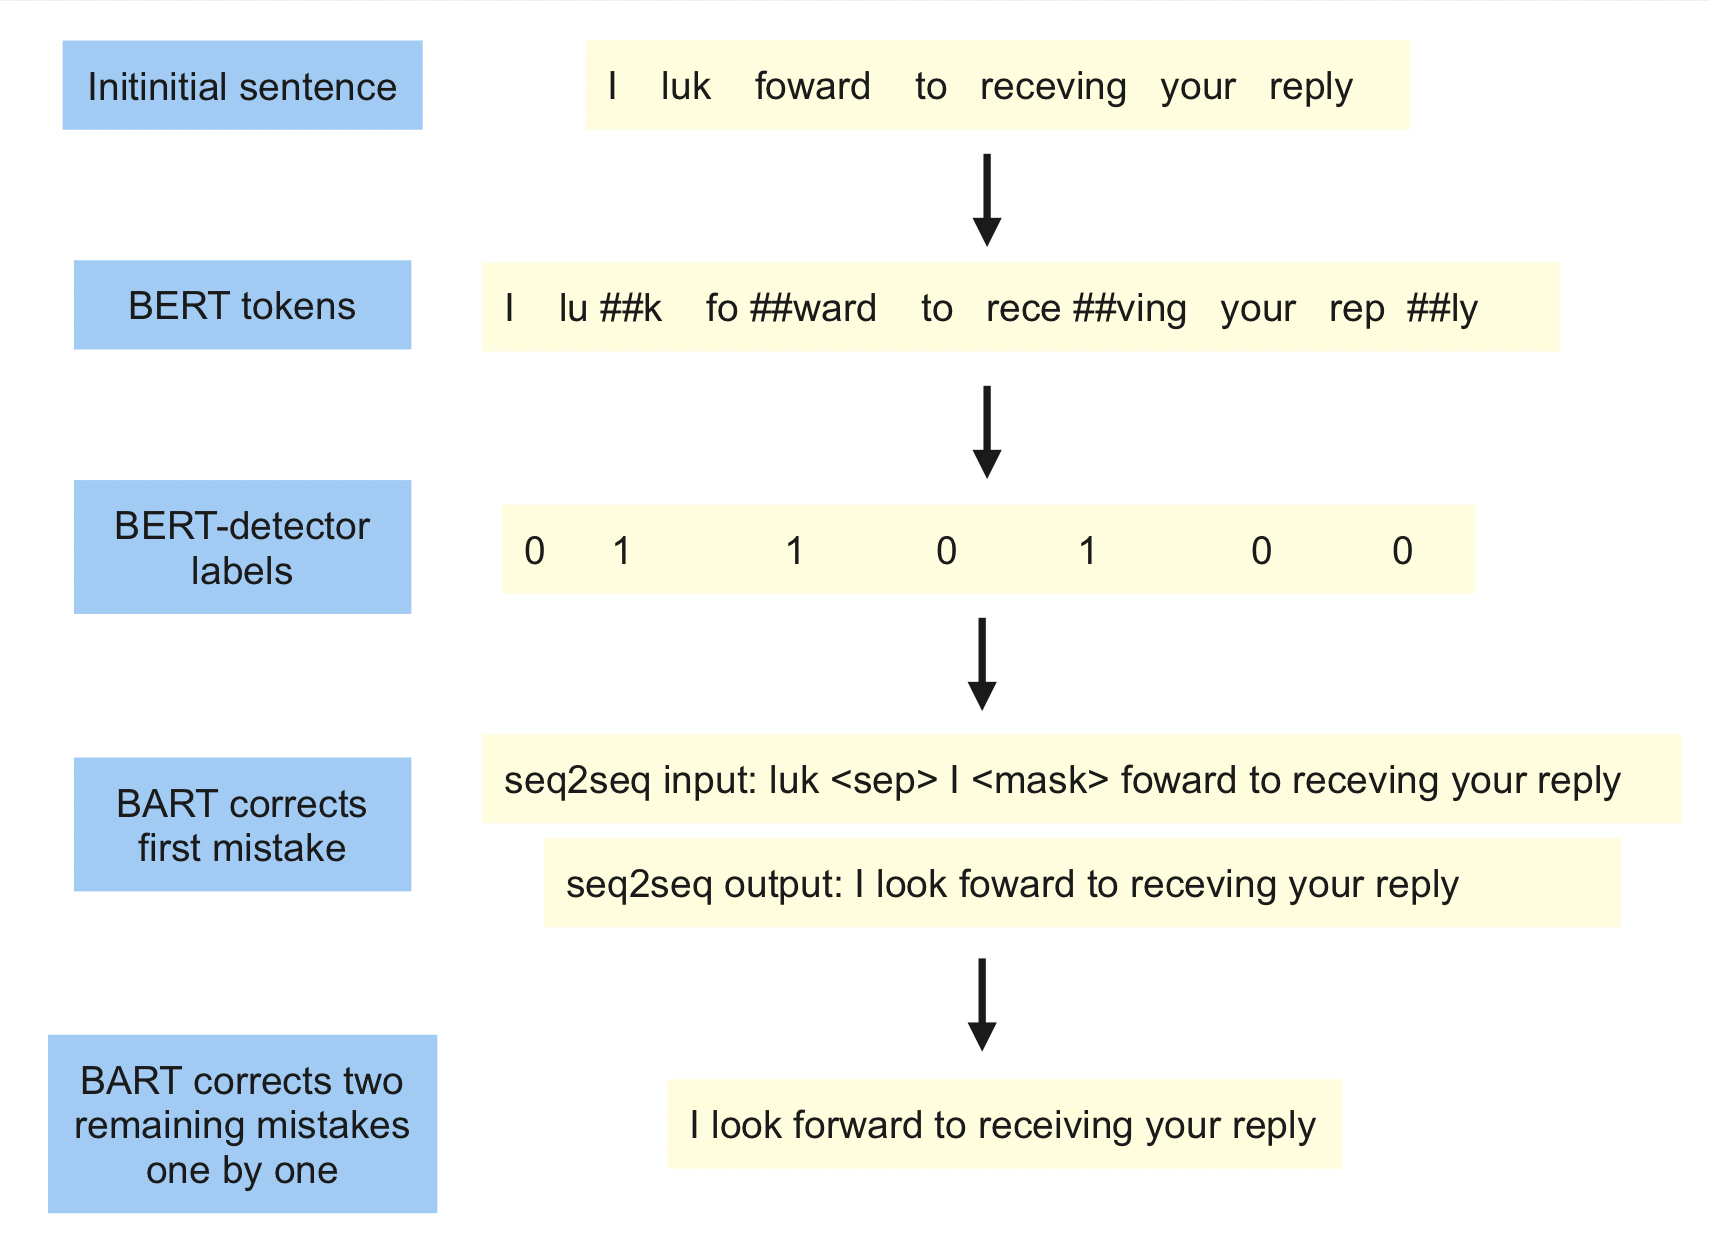 Initinitial sentence
I luk foward to receving your reply
BERT tokens
I lu ##k fo ##ward to rece ##ving your rep ##ly
BERT-detector
labels
0 1 1 0 1 0 0
BART corrects
first mistake
seq2seq input: luk <sep> I <mask> foward to receving your reply
seq2seq output: I look foward to receving your reply
BART corrects two
remaining mistakes
one by one
I look forward to receiving your reply